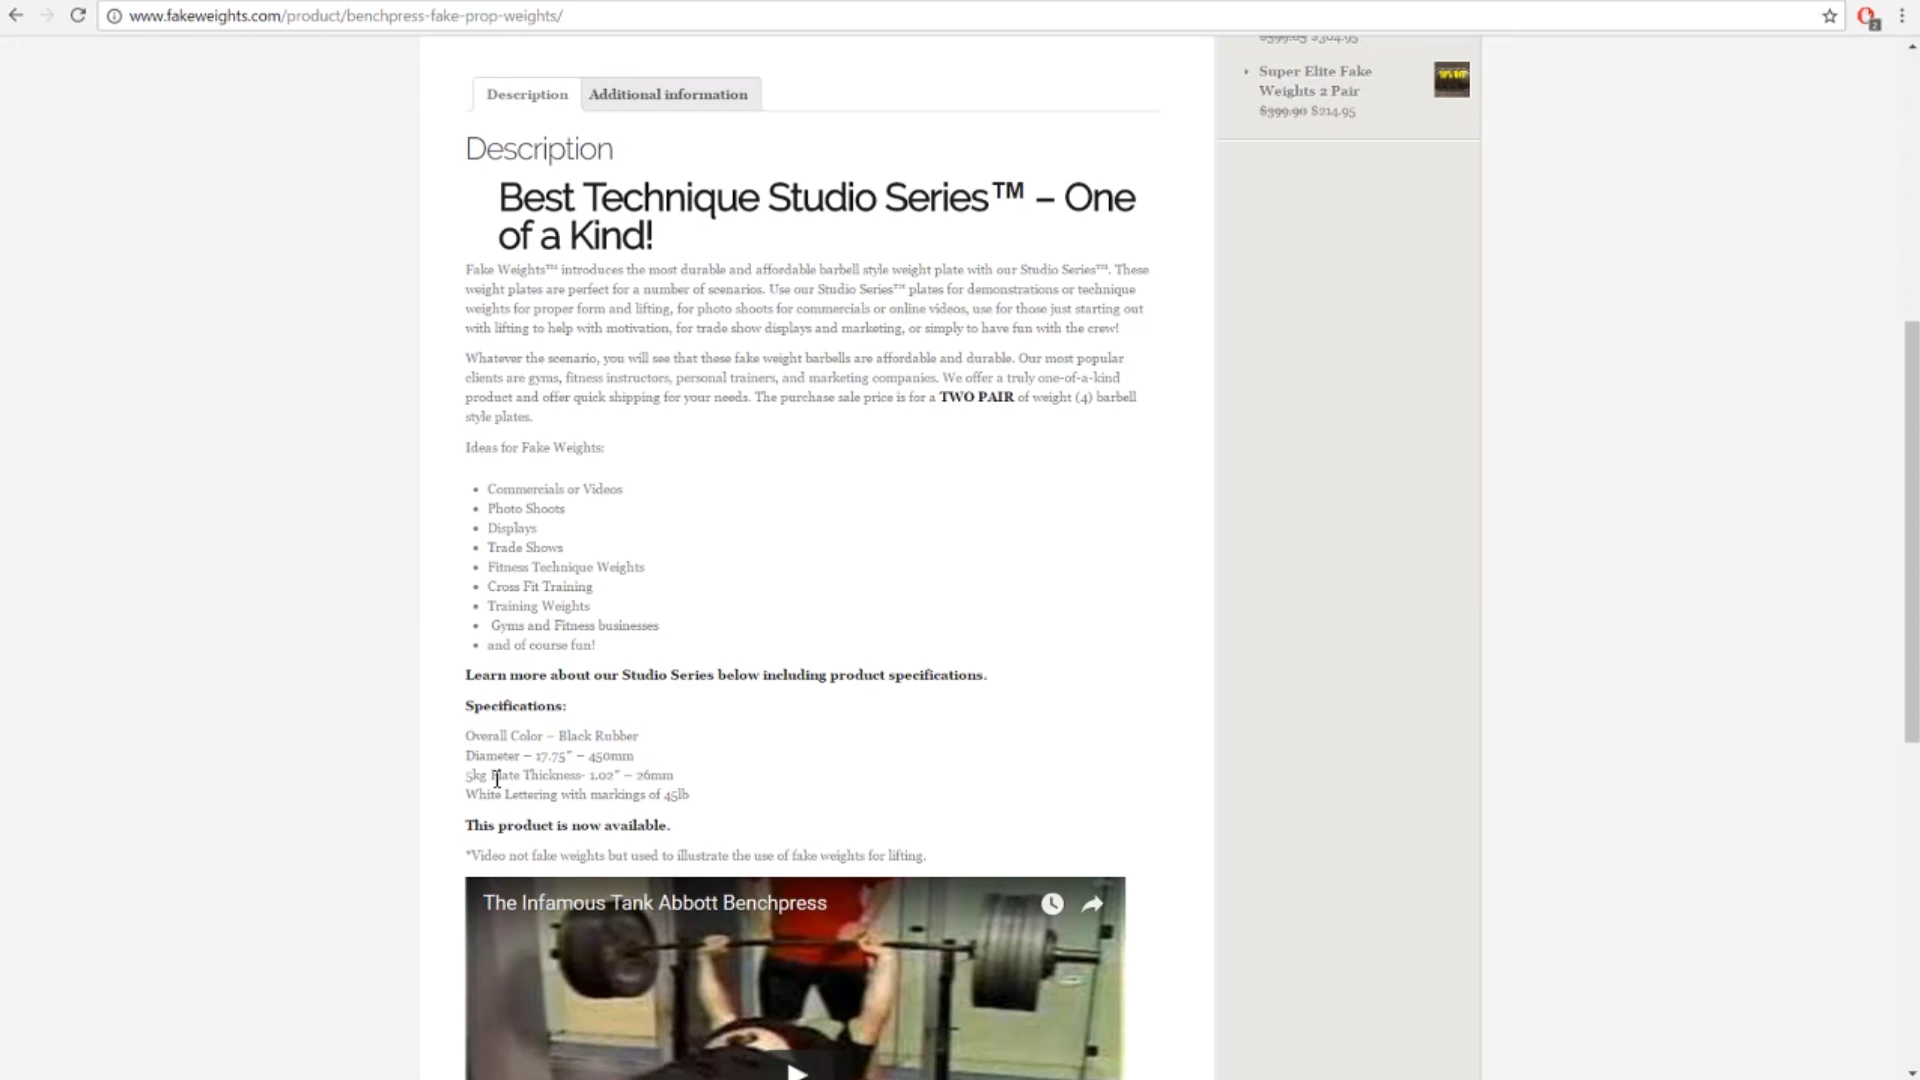 www.fakeweights.com/product/benchpress-fake-prop-weights/
2
$399.85 $304.95
Super Elite Fake
Weights 2 Pair
$399.90 $214.95
Description
Additional information
Description
Best Technique Studio Series™ – One
of a Kind!
Fake Weights™ introduces the most durable and affordable barbell style weight plate with our Studio Series™. These
weight plates are perfect for a number of scenarios. Use our Studio Series™ plates for demonstrations or technique
weights for proper form and lifting, for photo shoots for commercials or online videos, use for those just starting out
with lifting to help with motivation, for trade show displays and marketing, or simply to have fun with the crew!
Whatever the scenario, you will see that these fake weight barbells are affordable and durable. Our most popular
clients are gyms, fitness instructors, personal trainers, and marketing companies. We offer a truly one-of-a-kind
product and offer quick shipping for your needs. The purchase sale price is for a TWO PAIR of weight (4) barbell
style plates.
Ideas for Fake Weights:
• Commercials or Videos
• Photo Shoots
• Displays
• Trade Shows
• Fitness Technique Weights
• Cross Fit Training
• Training Weights
• Gyms and Fitness businesses
• and of course fun!
Learn more about our Studio Series below including product specifications.
Specifications:
Overall Color – Black Rubber
Diameter – 17.75″ – 450mm
5kg Plate Thickness- 1.02″ – 26mm
White Lettering with markings of 45lb
This product is now available.
*Video not fake weights but used to illustrate the use of fake weights for lifting.
The Infamous Tank Abbott Benchpress